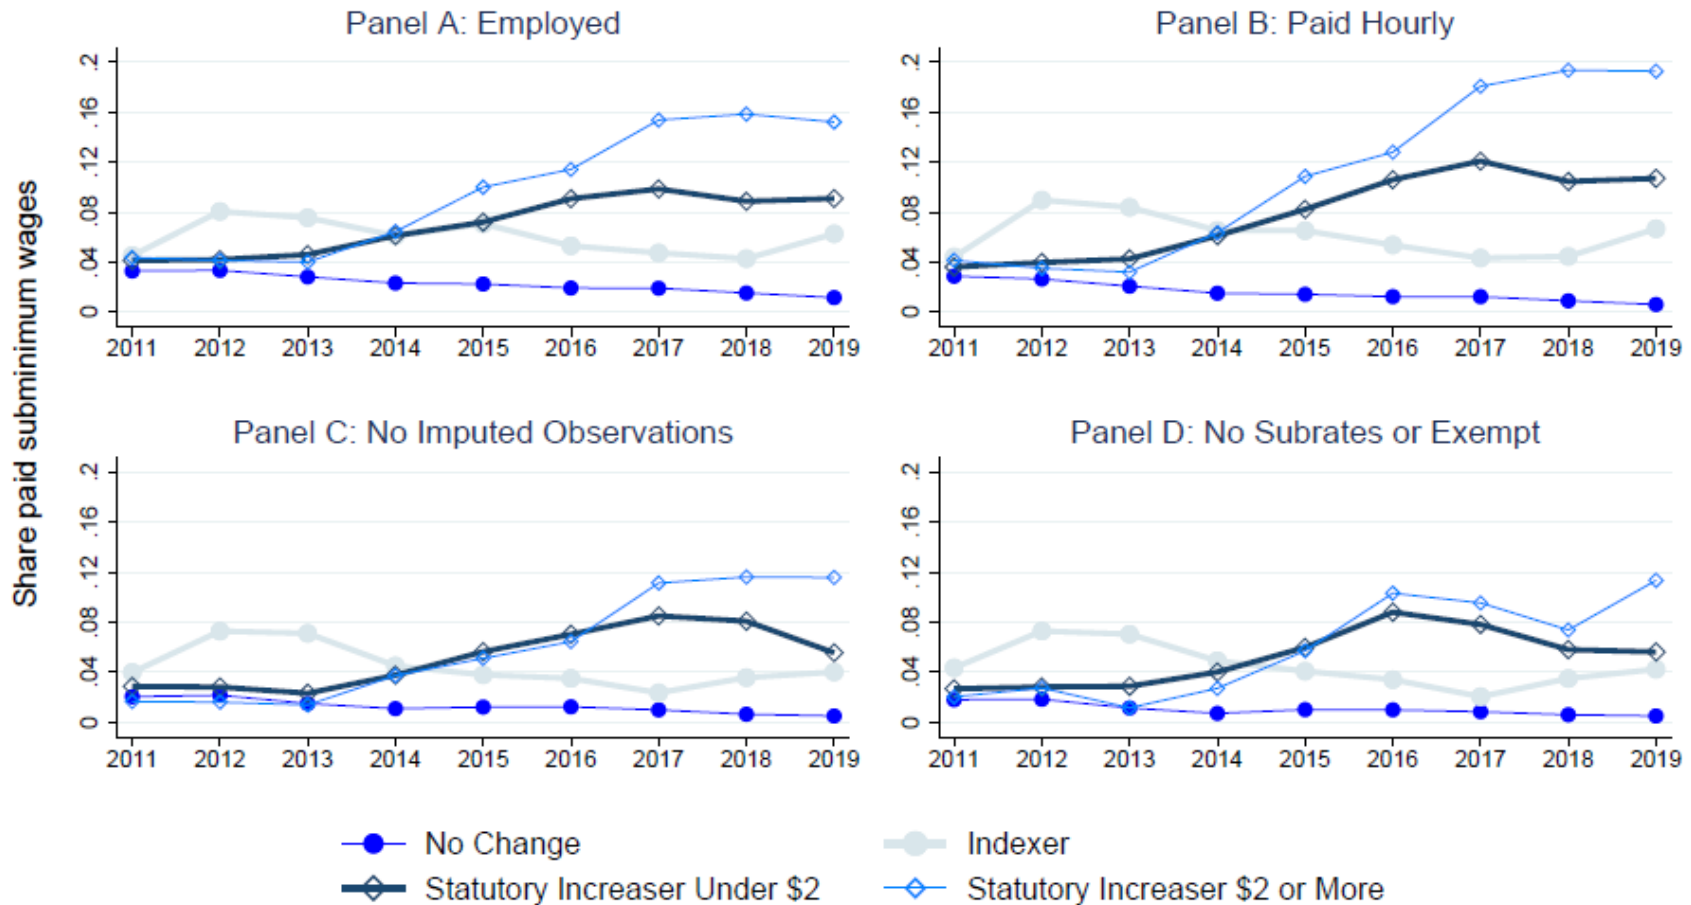 Panel A: Employed
Panel B: Paid Hourly
Share paid subminimum wages
.2
.16
.12
.08
.04
0
2011 2012 2013 2014 2015 2016 2017 2018 2019
.2
.16
.12
.08
.04
0
2011 2012 2013 2014 2015 2016 2017 2018 2019
Panel C: No Imputed Observations
Panel D: No Subrates or Exempt
.2
.16
.12
.08
.04
0
2011 2012 2013 2014 2015 2016 2017 2018 2019
.2
.16
.12
.08
.04
0
2011 2012 2013 2014 2015 2016 2017 2018 2019
No Change
Indexer
Statutory Increaser Under $2
Statutory Increaser $2 or More